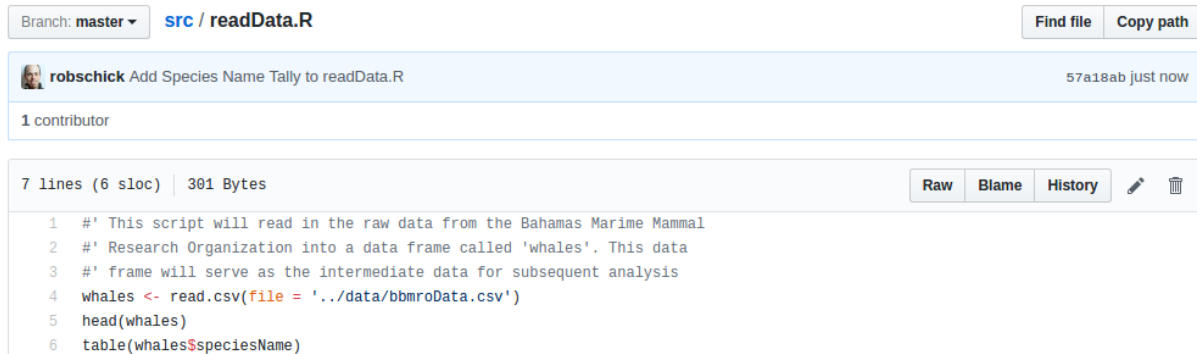 Branch: master src / readData.R Find file Copy path
robschick Add Species Name Tally to readData.R 57a18ab just now
1 contributor
7 lines (6 sloc) 301 Bytes Raw Blame History
1 #' This script will read in the raw data from the Bahamas Marime Mammal
2 #' Research Organization into a data frame called 'whales'. This data
3 #' frame will serve as the intermediate data for subsequent analysis
4 whales <- read.csv(file = '../data/bbmroData.csv')
5 head(whales)
6 table(whales$speciesName)